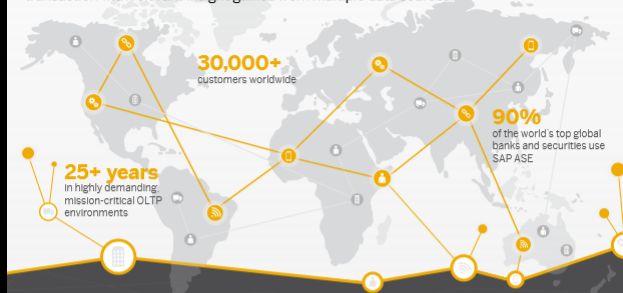 30,000+
customers worldwide
90%
of the world's top global
banks and securities use
SAP ASE
25+ years
in highly demanding,
mission-critical OLTP
environments